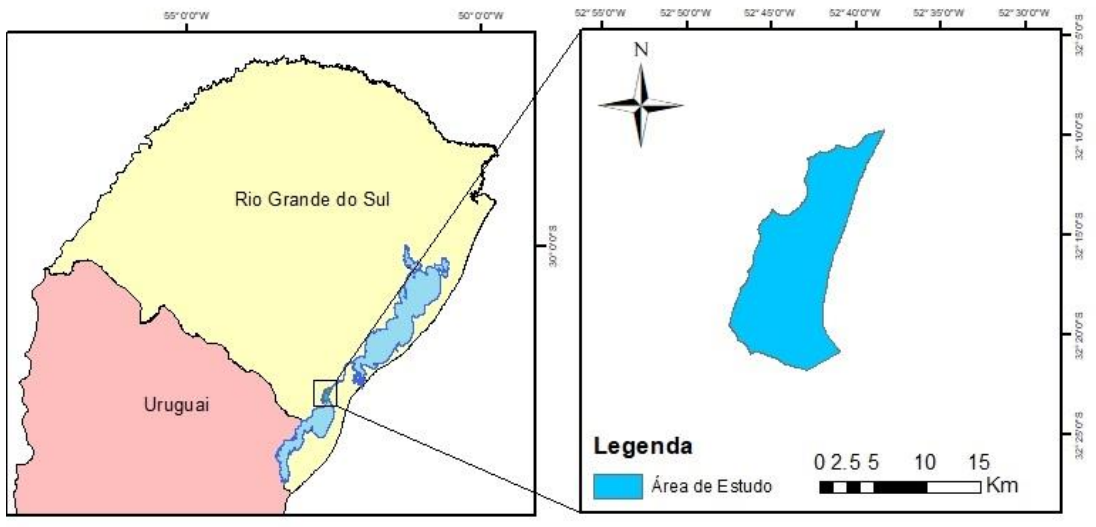 55°0'0"W 50°0'0"W
Rio Grande do Sul
Uruguai
30°0'0"S
52°55'0"W 52°50'0"W 52°45'0"W 52°40'0"W 52°35'0"W 52°30'0"W
N
32°5'0"S
32°10'0"S
32°15'0"S
32°20'0"S
32°25'0"S
Legenda
Área de Estudo
0 2.5 5 10 15
Km